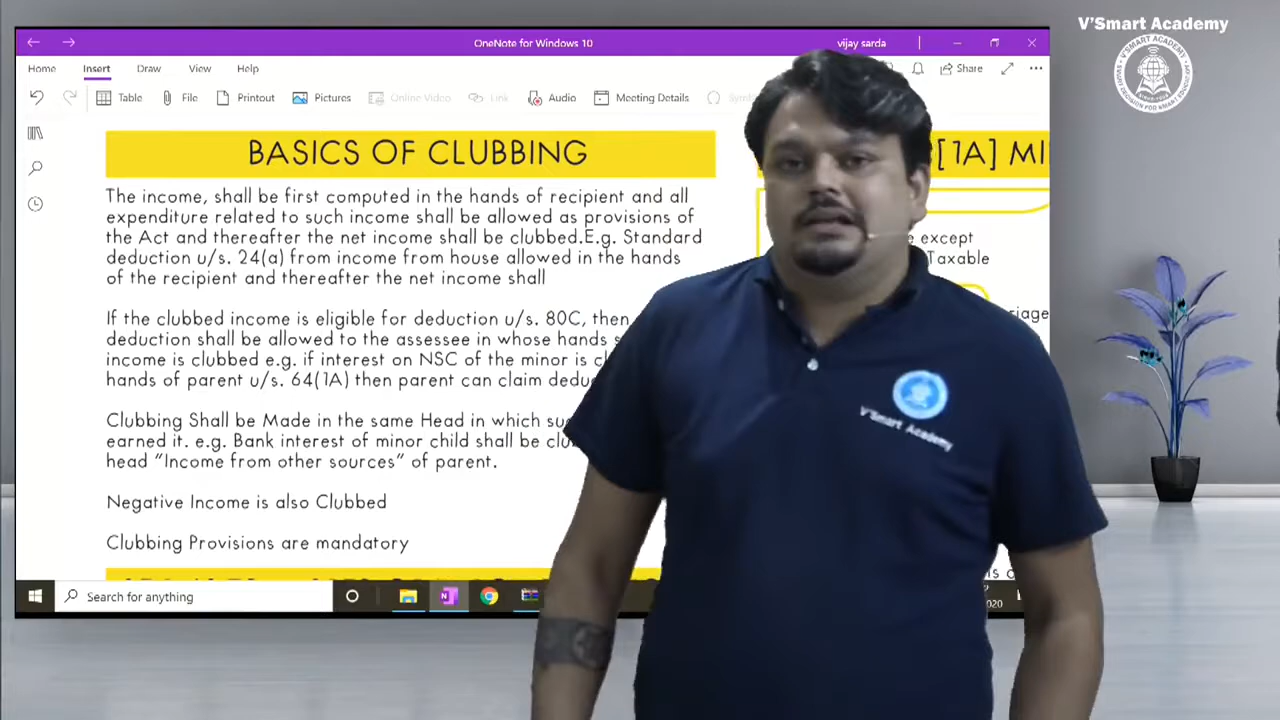 V'Smart Academy
OneNote for Windows 10
vijay sarda
Home Insert Draw View Help
Share
Table File Printout Pictures Online Video Link Audio Meeting Details
BASICS OF CLUBBING
[1A] MI
The income, shall be first computed in the hands of recipient and all
expenditure related to such income shall be allowed as provisions of
the Act and thereafter the net income shall be clubbed.E.g. Standard
deduction u/s. 24(a) from income from house allowed in the hands
of the recipient and thereafter the net income shall
except
Taxable
If the clubbed income is eligible for deduction u/s. 80C, then
deduction shall be allowed to the assessee in whose hands
income is clubbed e.g. if interest on NSC of the minor is
hands of parent u/s. 64(1A) then parent can claim
Clubbing Shall be Made in the same Head in which
earned it. e.g. Bank interest of minor child shall be
head “Income from other sources” of parent.
Negative Income is also Clubbed
Clubbing Provisions are mandatory
Search for anything
V'Smart Academy